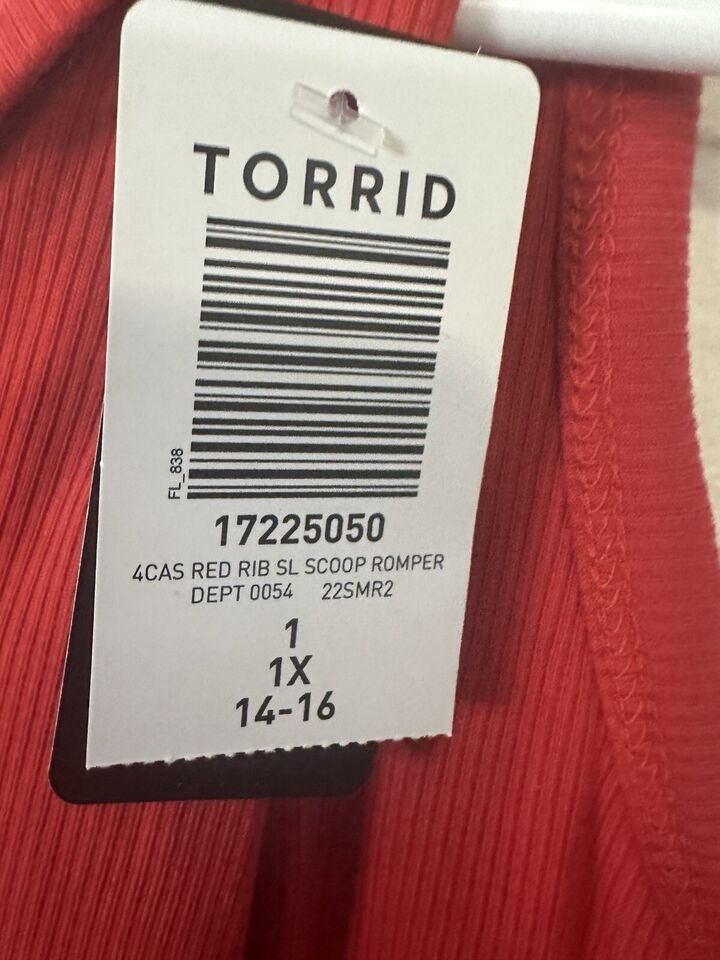 TORRID
FL_838
17225050
4CAS RED RIB SL SCOOP ROMPER
DEPT 0054 22SMR2
1
1X
14-16